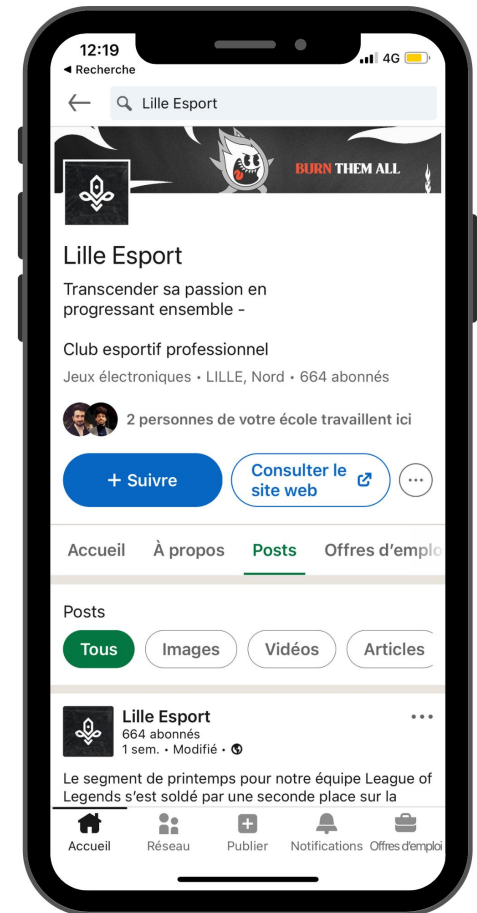 12:19
4G
◀ Recherche
Lille Esport
BURN THEM ALL
Lille Esport
Transcender sa passion en
progressant ensemble -
Club esportif professionnel
Jeux électroniques • LILLE, Nord • 664 abonnés
2 personnes de votre école travaillent ici
+ Suivre
Consulter le
site web
Accueil
À propos
Posts
Offres d'emplo
Posts
Tous
Images
Vidéos
Articles
Lille Esport
664 abonnés
1 sem. • Modifié •
Le segment de printemps pour notre équipe League of
Legends s'est soldé par une seconde place sur la
Accueil
Réseau
Publier
Notifications
Offres d'emploi